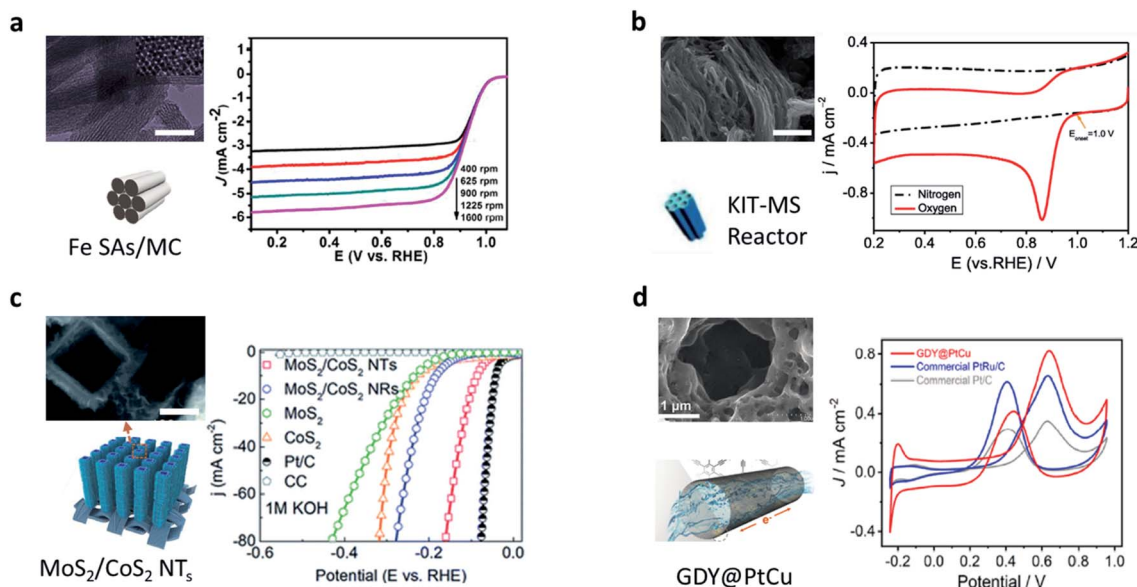 a
J (mA cm⁻²)
1
0
-1
-2
-3
-4
-5
-6
400 rpm
625 rpm
900 rpm
1225 rpm
1600 rpm
0.2
0.4
0.6
0.8
1.0
E (V vs. RHE)
Fe SAs/MC
b
j / mA cm⁻²
0.4
0.0
-0.4
-0.8
E_onset=1.0 V
Nitrogen
Oxygen
0.2
0.4
0.6
0.8
1.0
1.2
E (vs.RHE) / V
KIT-MS
Reactor
c
j (mA cm⁻²)
0
-20
-40
-60
-80
MoS₂/CoS₂ NTs
MoS₂/CoS₂ NRs
MoS₂
CoS₂
Pt/C
CC
1M KOH
-0.6
-0.4
-0.2
0.0
Potential (E vs. RHE)
MoS₂/CoS₂ NTₛ
d
1 μm
e⁻
GDY@PtCu
J / mA cm⁻²
0.8
0.4
0.0
-0.4
GDY@PtCu
Commercial PtRu/C
Commercial Pt/C
-0.2
0.0
0.2
0.4
0.6
0.8
1.0
Potential / V